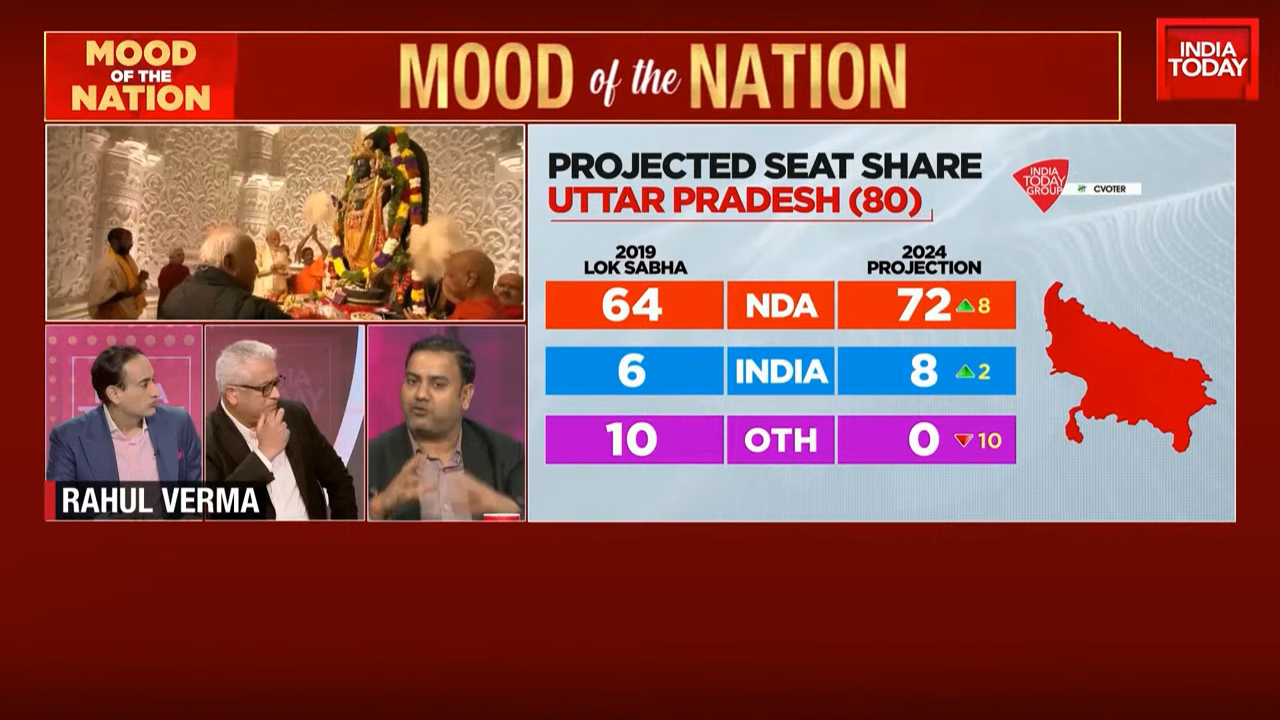 MOOD
OF THE
NATION
MOOD of the NATION
INDIA
TODAY
PROJECTED SEAT SHARE
UTTAR PRADESH (80)
INDIA
TODAY
GROUP
CVOTER
2019
LOK SABHA
2024
PROJECTION
64 NDA 72 8
6 INDIA 8 2
10 OTH 0 10
RAHUL VERMA